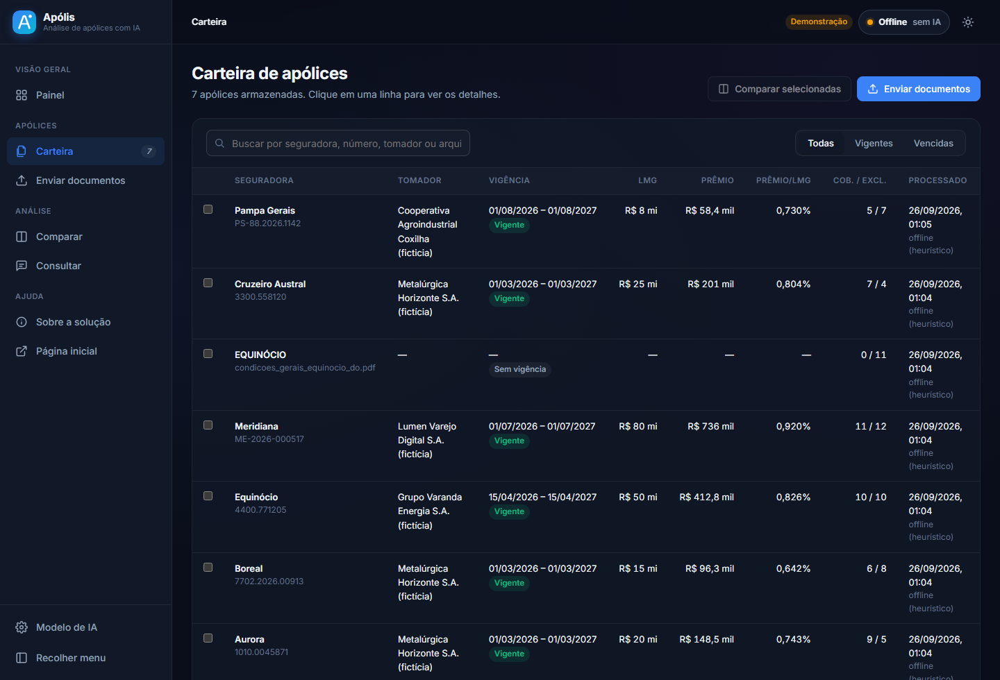 Apólis
Análise de apólices com IA
Carteira
Demonstração
Offline sem IA
VISÃO GERAL
Painel
APÓLICES
Carteira 7
Enviar documentos
ANÁLISE
Comparar
Consultar
AJUDA
Sobre a solução
Página inicial
Modelo de IA
Recolher menu
Carteira de apólices
7 apólices armazenadas. Clique em uma linha para ver os detalhes.
Comparar selecionadas
Enviar documentos
Buscar por seguradora, número, tomador ou arqui
Todas Vigentes Vencidas
SEGURADORA TOMADOR VIGÊNCIA LMG PRÊMIO PRÊMIO/LMG COB. / EXCL. PROCESSADO
Pampa Gerais Cooperativa 01/08/2026 – 01/08/2027 R$ 8 mi R$ 58,4 mil 0,730% 5 / 7 26/09/2026,
PS-88.2026.1142 Agroindustrial Vigente 01:05
Coxilha offline
(ficticia) (heurístico)
Cruzeiro Austral Metalúrgica 01/03/2026 – 01/03/2027 R$ 25 mi R$ 201 mil 0,804% 7 / 4 26/09/2026,
3300.558120 Horizonte S.A. Vigente 01:04
(fictícia) offline
(heurístico)
EQUINÓCIO — — — — — 0 / 11 26/09/2026,
condicoes_gerais_equinocio_do.pdf Sem vigência 01:04
offline
(heurístico)
Meridiana Lumen Varejo 01/07/2026 – 01/07/2027 R$ 80 mi R$ 736 mil 0,920% 11 / 12 26/09/2026,
ME-2026-000517 Digital S.A. Vigente 01:04
(fictícia) offline
(heurístico)
Equinócio Grupo Varanda 15/04/2026 – 15/04/2027 R$ 50 mi R$ 412,8 mil 0,826% 10 / 10 26/09/2026,
4400.771205 Energia S.A. Vigente 01:04
(fictícia) offline
(heurístico)
Boreal Metalúrgica 01/03/2026 – 01/03/2027 R$ 15 mi R$ 96,3 mil 0,642% 6 / 8 26/09/2026,
7702.2026.00913 Horizonte S.A. Vigente 01:04
(fictícia) offline
(heurístico)
Aurora Metalúrgica 01/03/2026 – 01/03/2027 R$ 20 mi R$ 148,5 mil 0,743% 9 / 5 26/09/2026,
1010.0045871 Horizonte S.A. Vigente 01:04
(fictícia) offline
(heurístico)